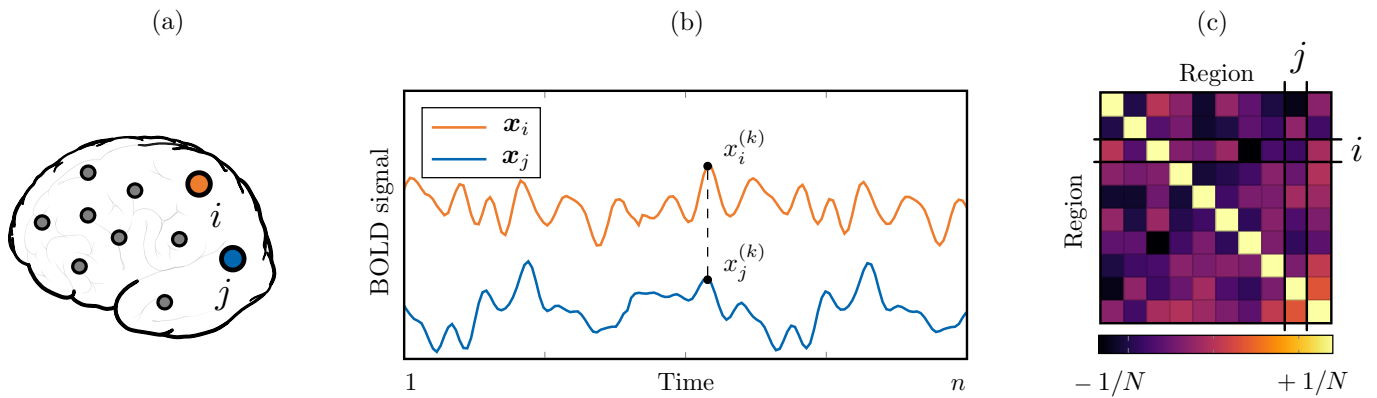 (a)
(b)
(c)
i
j
BOLD signal
x_i
x_j
x_i^{(k)}
x_j^{(k)}
1
Time
n
Region
j
Region
i
− 1/N
+ 1/N